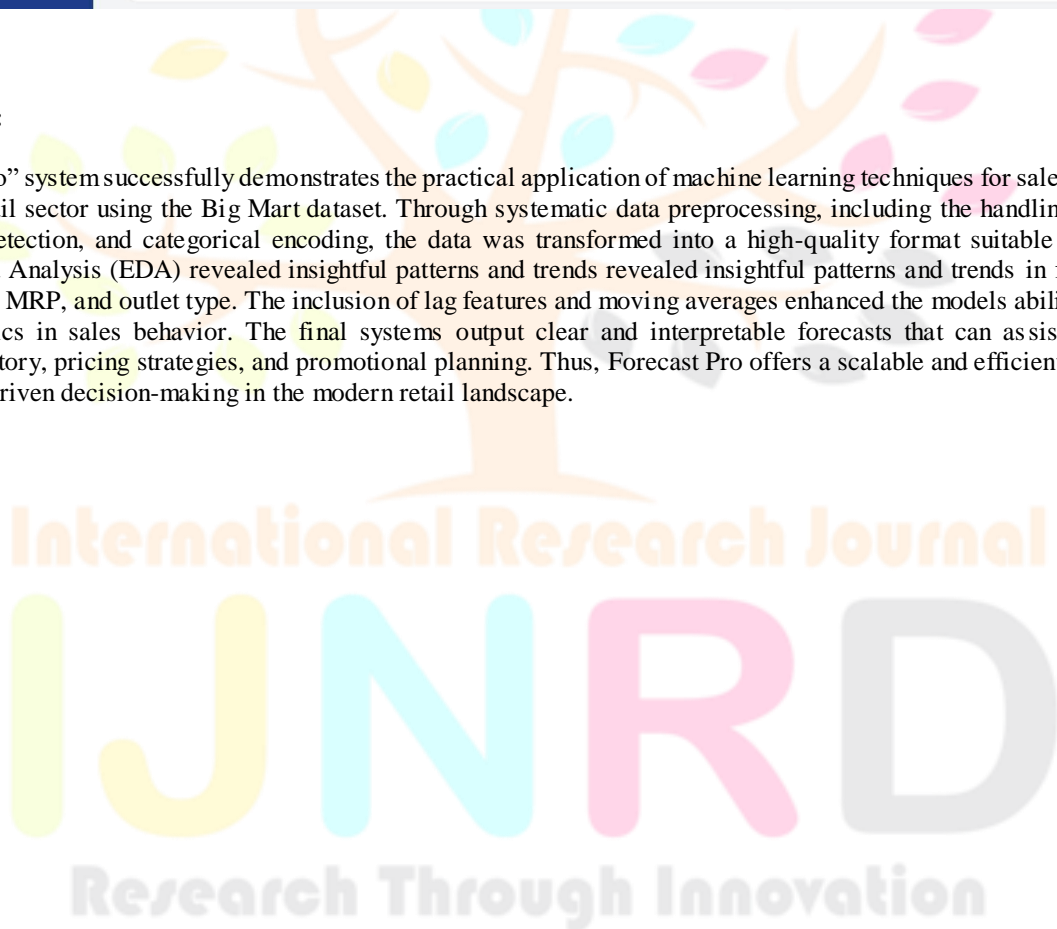 :
o” system successfully demonstrates the practical application of machine learning techniques for sale
il sector using the Big Mart dataset. Through systematic data preprocessing, including the handlin
etection, and categorical encoding, the data was transformed into a high-quality format suitable
Analysis (EDA) revealed insightful patterns and trends revealed insightful patterns and trends in
MRP, and outlet type. The inclusion of lag features and moving averages enhanced the models abili
ics in sales behavior. The final systems output clear and interpretable forecasts that can assis
tory, pricing strategies, and promotional planning. Thus, Forecast Pro offers a scalable and efficient
riven decision-making in the modern retail landscape.
International Research Journal
IJNRD
Research Through Innovation